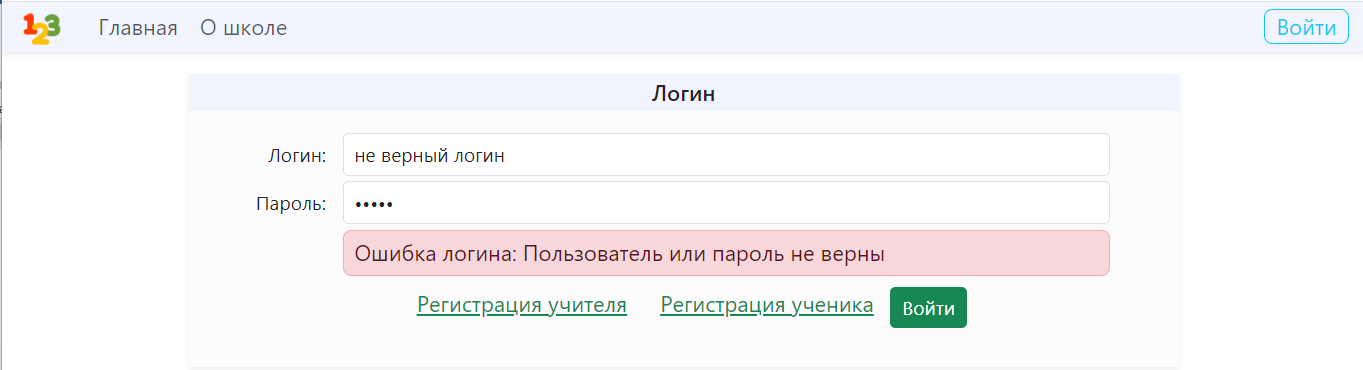 123 Главная О школе Войти
Логин
Логин: не верный логин
Пароль: •••••
Ошибка логина: Пользователь или пароль не верны
Регистрация учителя Регистрация ученика Войти